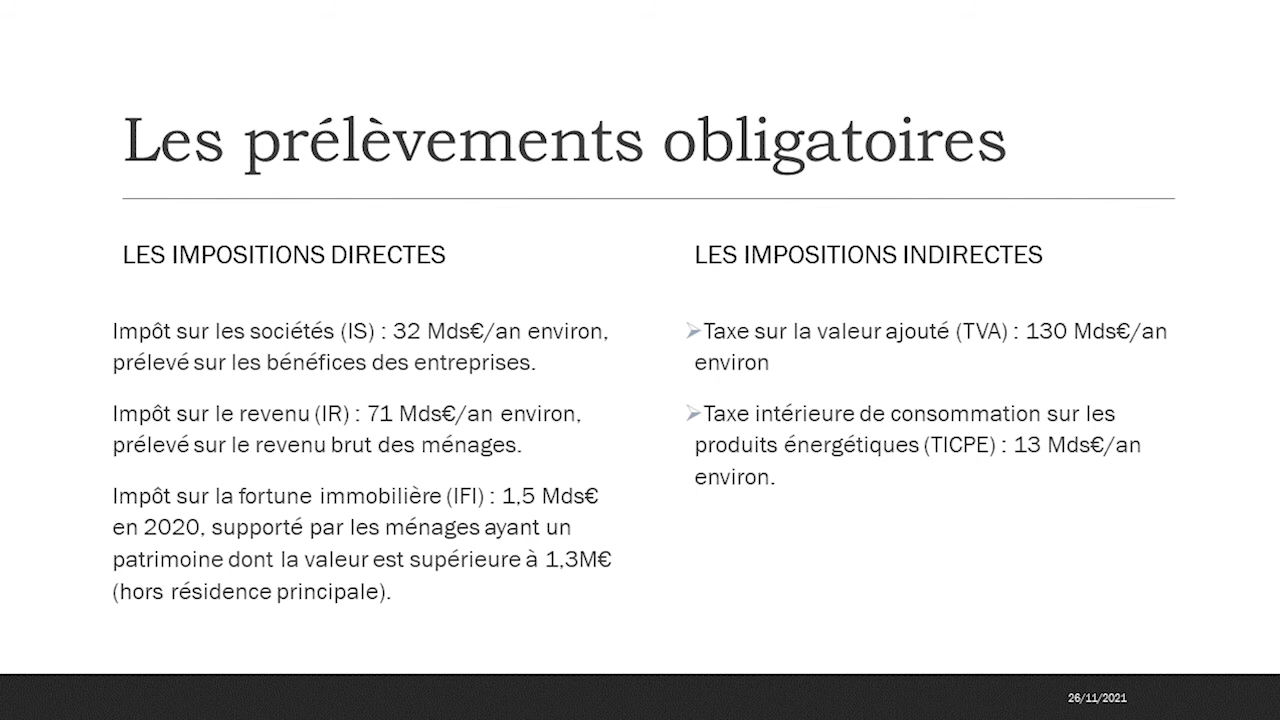 Les prélèvements obligatoires
LES IMPOSITIONS DIRECTES
Impôt sur les sociétés (IS) : 32 Mds€/an environ,
prélevé sur les bénéfices des entreprises.
Impôt sur le revenu (IR) : 71 Mds€/an environ,
prélevé sur le revenu brut des ménages.
Impôt sur la fortune immobilière (IFI) : 1,5 Mds€
en 2020, supporté par les ménages ayant un
patrimoine dont la valeur est supérieure à 1,3M€
(hors résidence principale).
LES IMPOSITIONS INDIRECTES
Taxe sur la valeur ajouté (TVA) : 130 Mds€/an
environ
Taxe intérieure de consommation sur les
produits énergétiques (TICPE) : 13 Mds€/an
environ.
26/11/2021